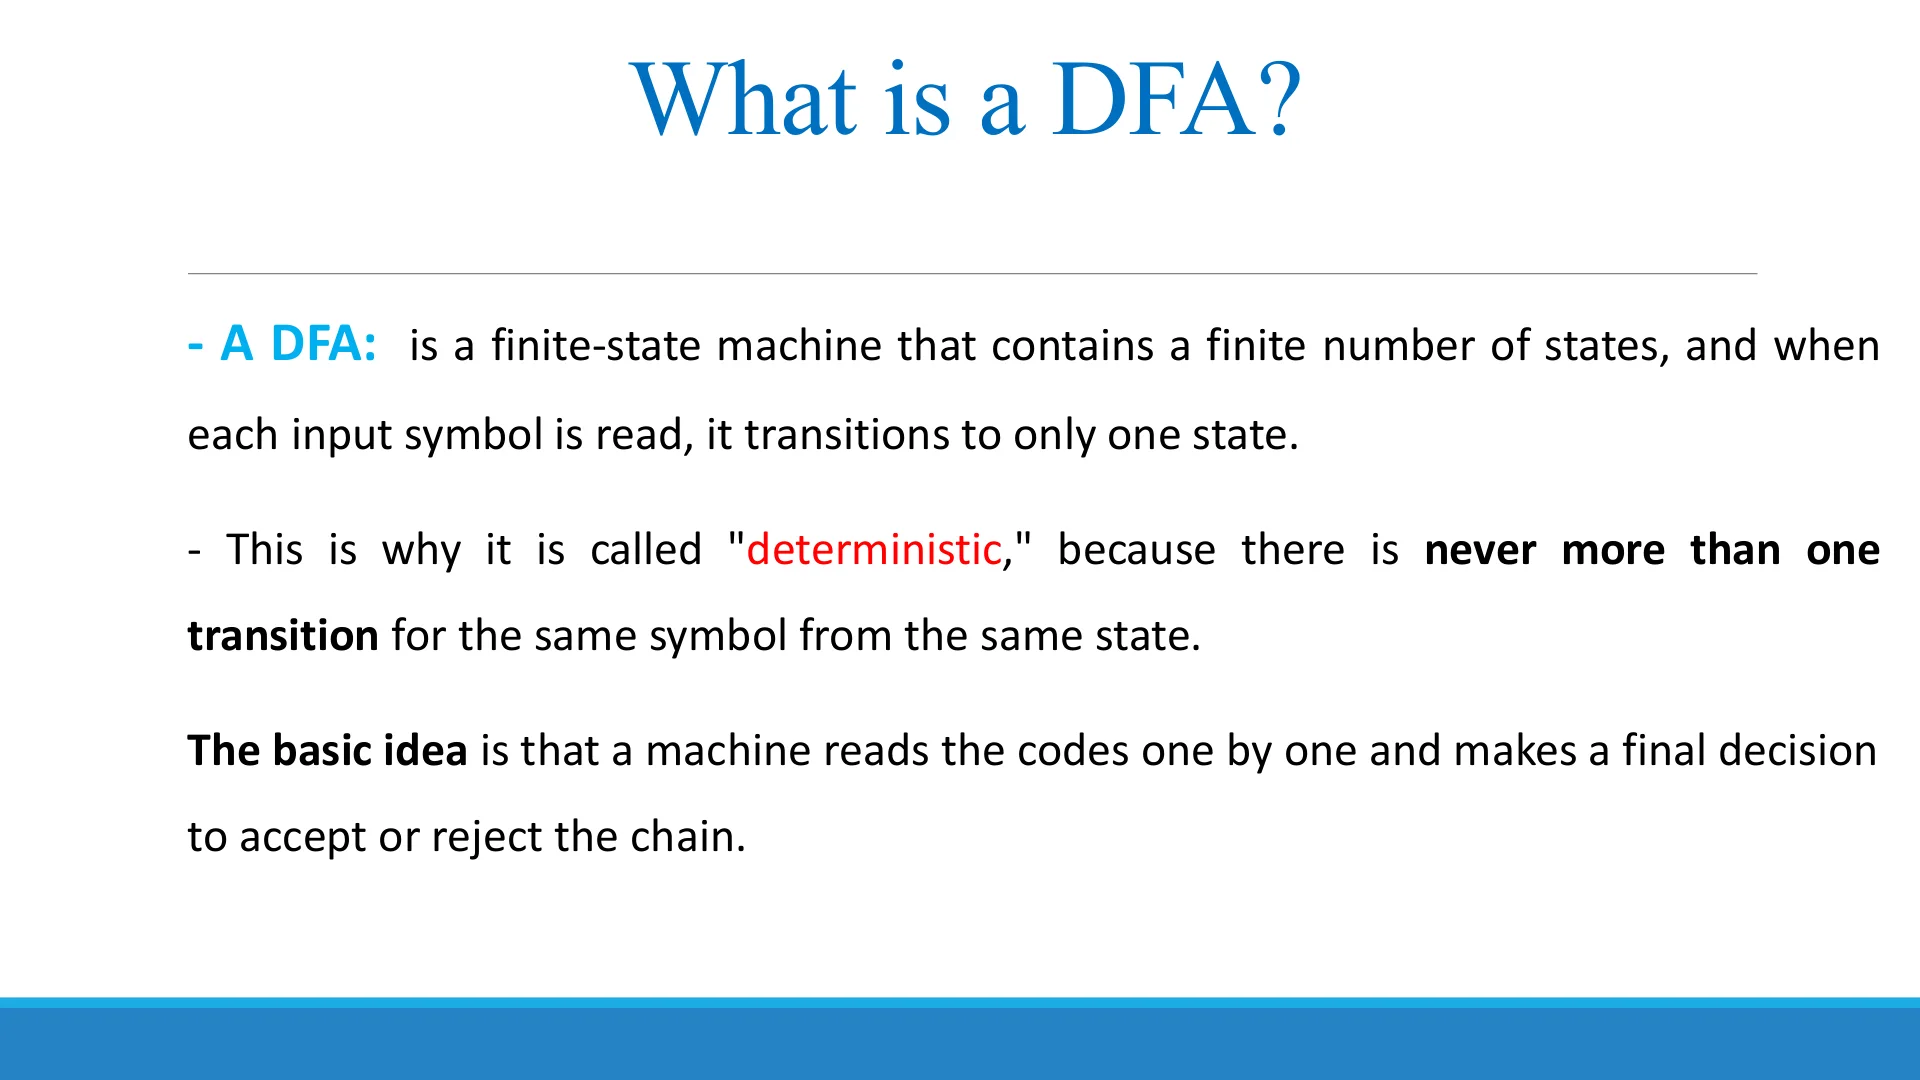 What is a DFA?
- A DFA: is a finite-state machine that contains a finite number of states, and when
each input symbol is read, it transitions to only one state.
- This is why it is called "deterministic," because there is never more than one
transition for the same symbol from the same state.
The basic idea is that a machine reads the codes one by one and makes a final decision
to accept or reject the chain.